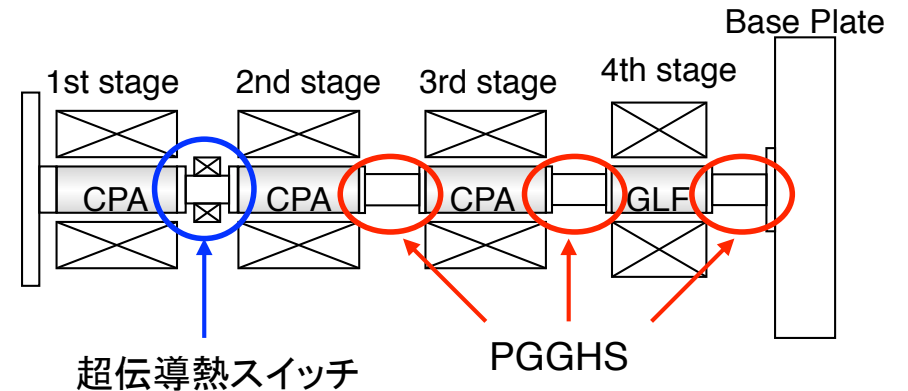 Base Plate
1st stage
2nd stage
3rd stage
4th stage
CPA
CPA
CPA
GLF
超伝導熱スイッチ
PGGHS